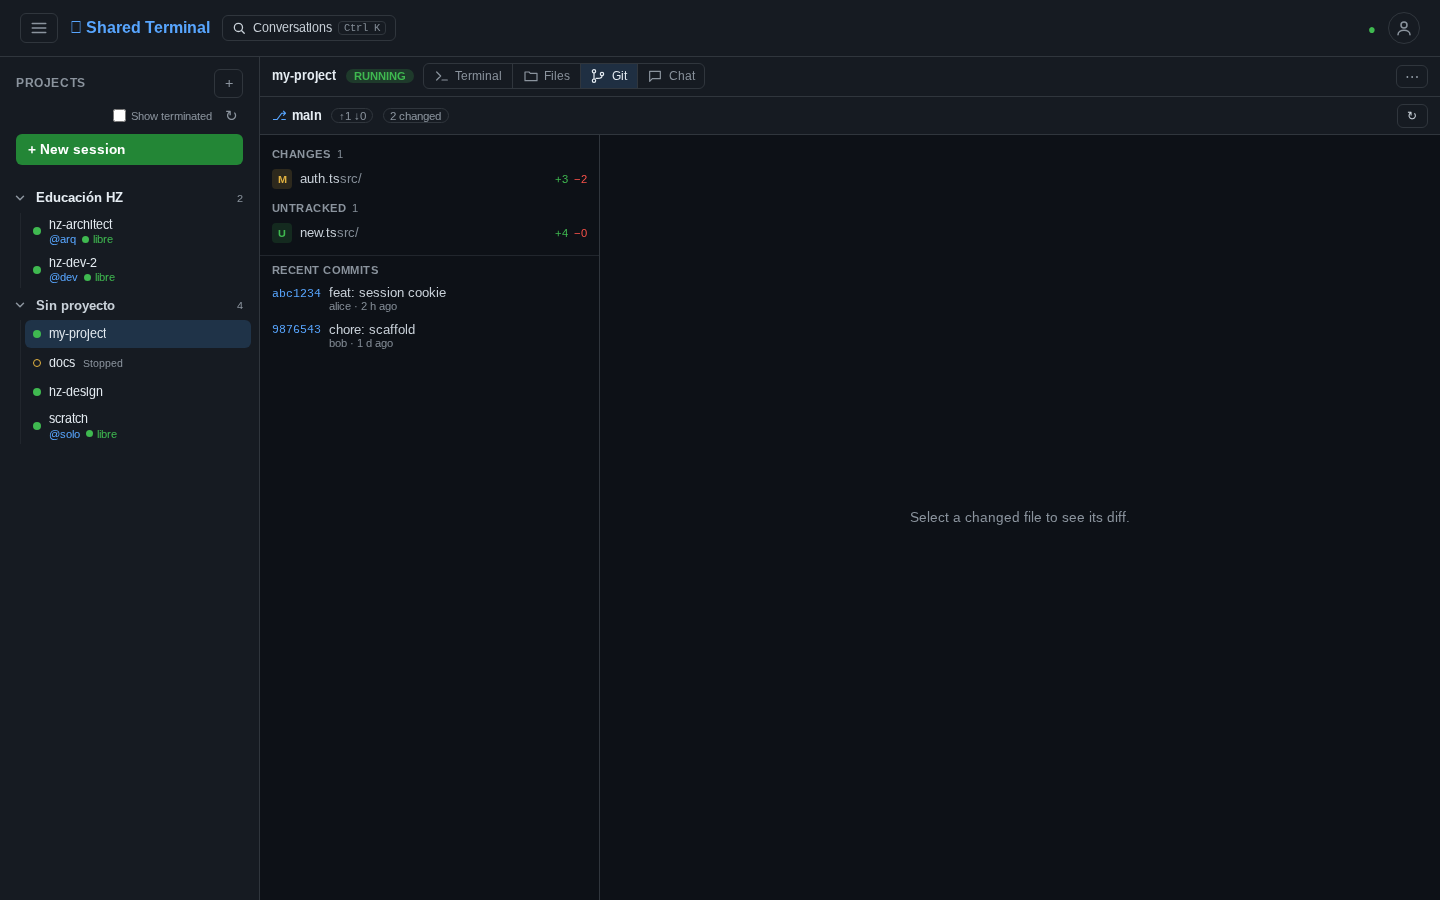 Shared Terminal
Conversations Ctrl K
PROJECTS
+
Show terminated ↻
+ New session
Educación HZ 2
hz-architect
@arq libre
hz-dev-2
@dev libre
Sin proyecto 4
my-project
docs Stopped
hz-design
scratch
@solo libre
my-project RUNNING Terminal Files Git Chat ⋯
⎇ main ↑1 ↓0 2 changed ↻
CHANGES 1
M auth.ts src/ +3 −2
UNTRACKED 1
U new.ts src/ +4 −0
RECENT COMMITS
abc1234 feat: session cookie
alice · 2 h ago
9876543 chore: scaffold
bob · 1 d ago
Select a changed file to see its diff.